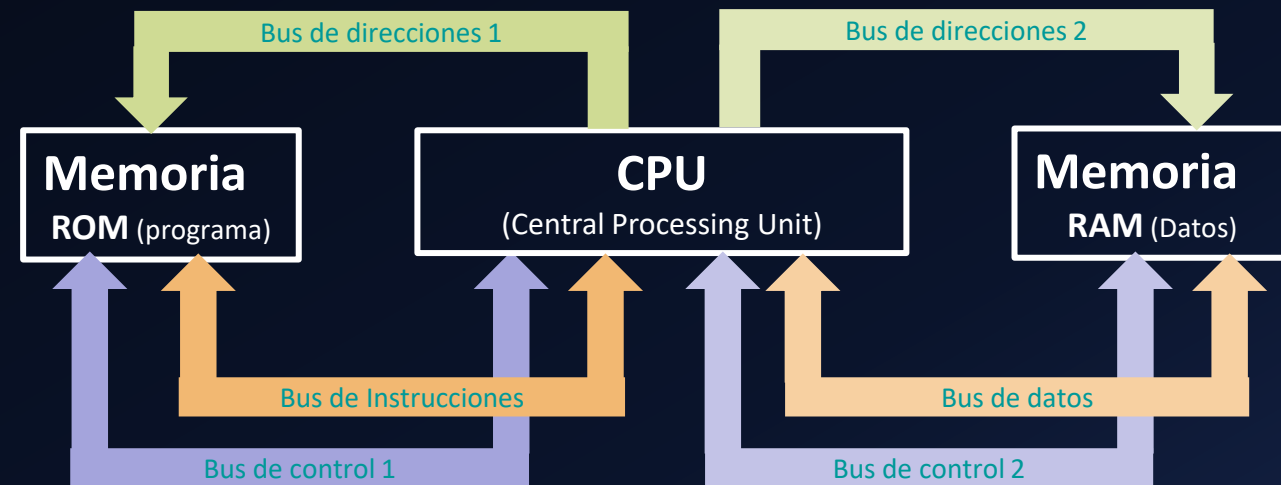 Bus de direcciones 1
Bus de direcciones 2
Memoria
ROM (programa)
CPU
(Central Processing Unit)
Memoria
RAM (Datos)
Bus de Instrucciones
Bus de datos
Bus de control 1
Bus de control 2